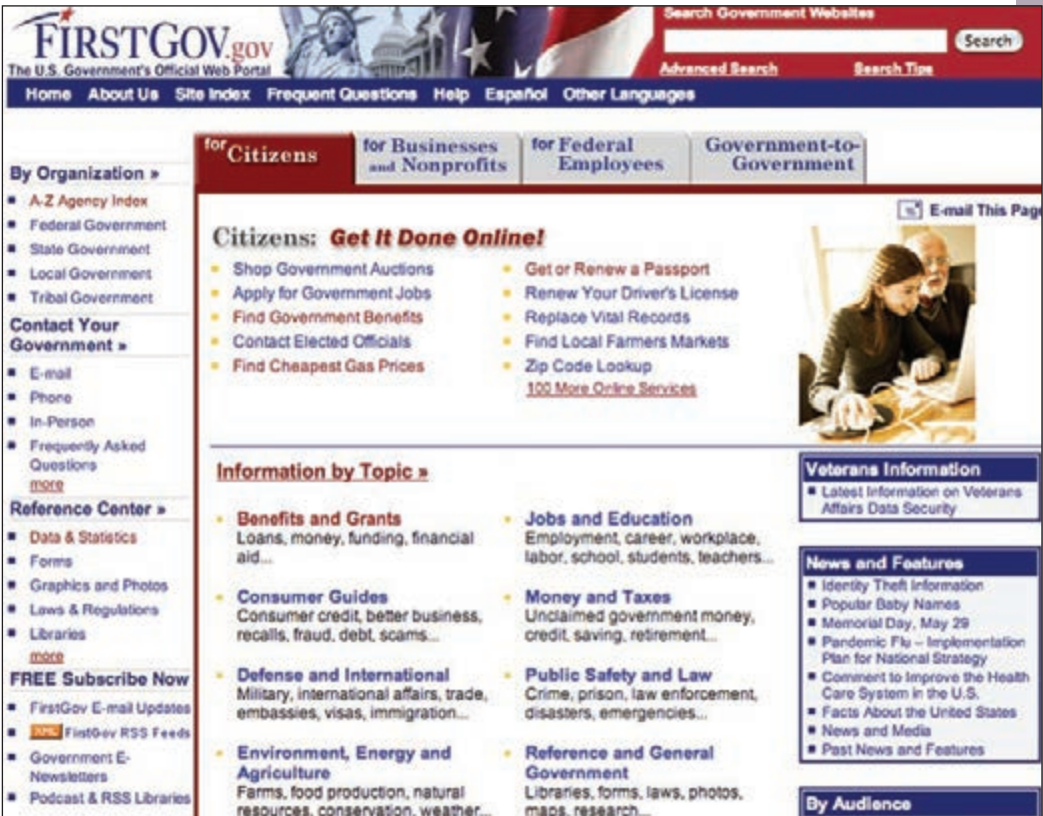 FIRSTGOV.gov
The U.S. Government's Official Web Portal
Search Government Websites
Search
Advanced Search
Search Tips
Home About Us Site Index Frequent Questions Help Español Other Languages
for Citizens
for Businesses
and Nonprofits
for Federal
Employees
Government-to-
Government
By Organization »
A-Z Agency Index
Federal Government
State Government
Local Government
Tribal Government
Contact Your
Government »
E-mail
Phone
In-Person
Frequently Asked
Questions
more
Reference Center »
Data & Statistics
Forms
Graphics and Photos
Laws & Regulations
Libraries
more
FREE Subscribe Now
FirstGov E-mail Updates
XML FirstGov RSS Feeds
Government E-
Newsletters
Podcast & RSS Libraries
E-mail This Page
Citizens: Get It Done Online!
Shop Government Auctions
Apply for Government Jobs
Find Government Benefits
Contact Elected Officials
Find Cheapest Gas Prices
Get or Renew a Passport
Renew Your Driver's License
Replace Vital Records
Find Local Farmers Markets
Zip Code Lookup
100 More Online Services
Information by Topic »
Benefits and Grants
Loans, money, funding, financial
aid...
Consumer Guides
Consumer credit, better business,
recalls, fraud, debt, scams...
Defense and International
Military, international affairs, trade,
embassies, visas, immigration...
Environment, Energy and
Agriculture
Farms, food production, natural
resources, conservation, weather...
Jobs and Education
Employment, career, workplace,
labor, school, students, teachers...
Money and Taxes
Unclaimed government money,
credit, saving, retirement...
Public Safety and Law
Crime, prison, law enforcement,
disasters, emergencies...
Reference and General
Government
Libraries, forms, laws, photos,
maps, research...
Veterans Information
Latest Information on Veterans
Affairs Data Security
News and Features
Identity Theft Information
Popular Baby Names
Memorial Day, May 29
Pandemic Flu – Implementation
Plan for National Strategy
Comment to Improve the Health
Care System in the U.S.
Facts About the United States
News and Media
Past News and Features
By Audience